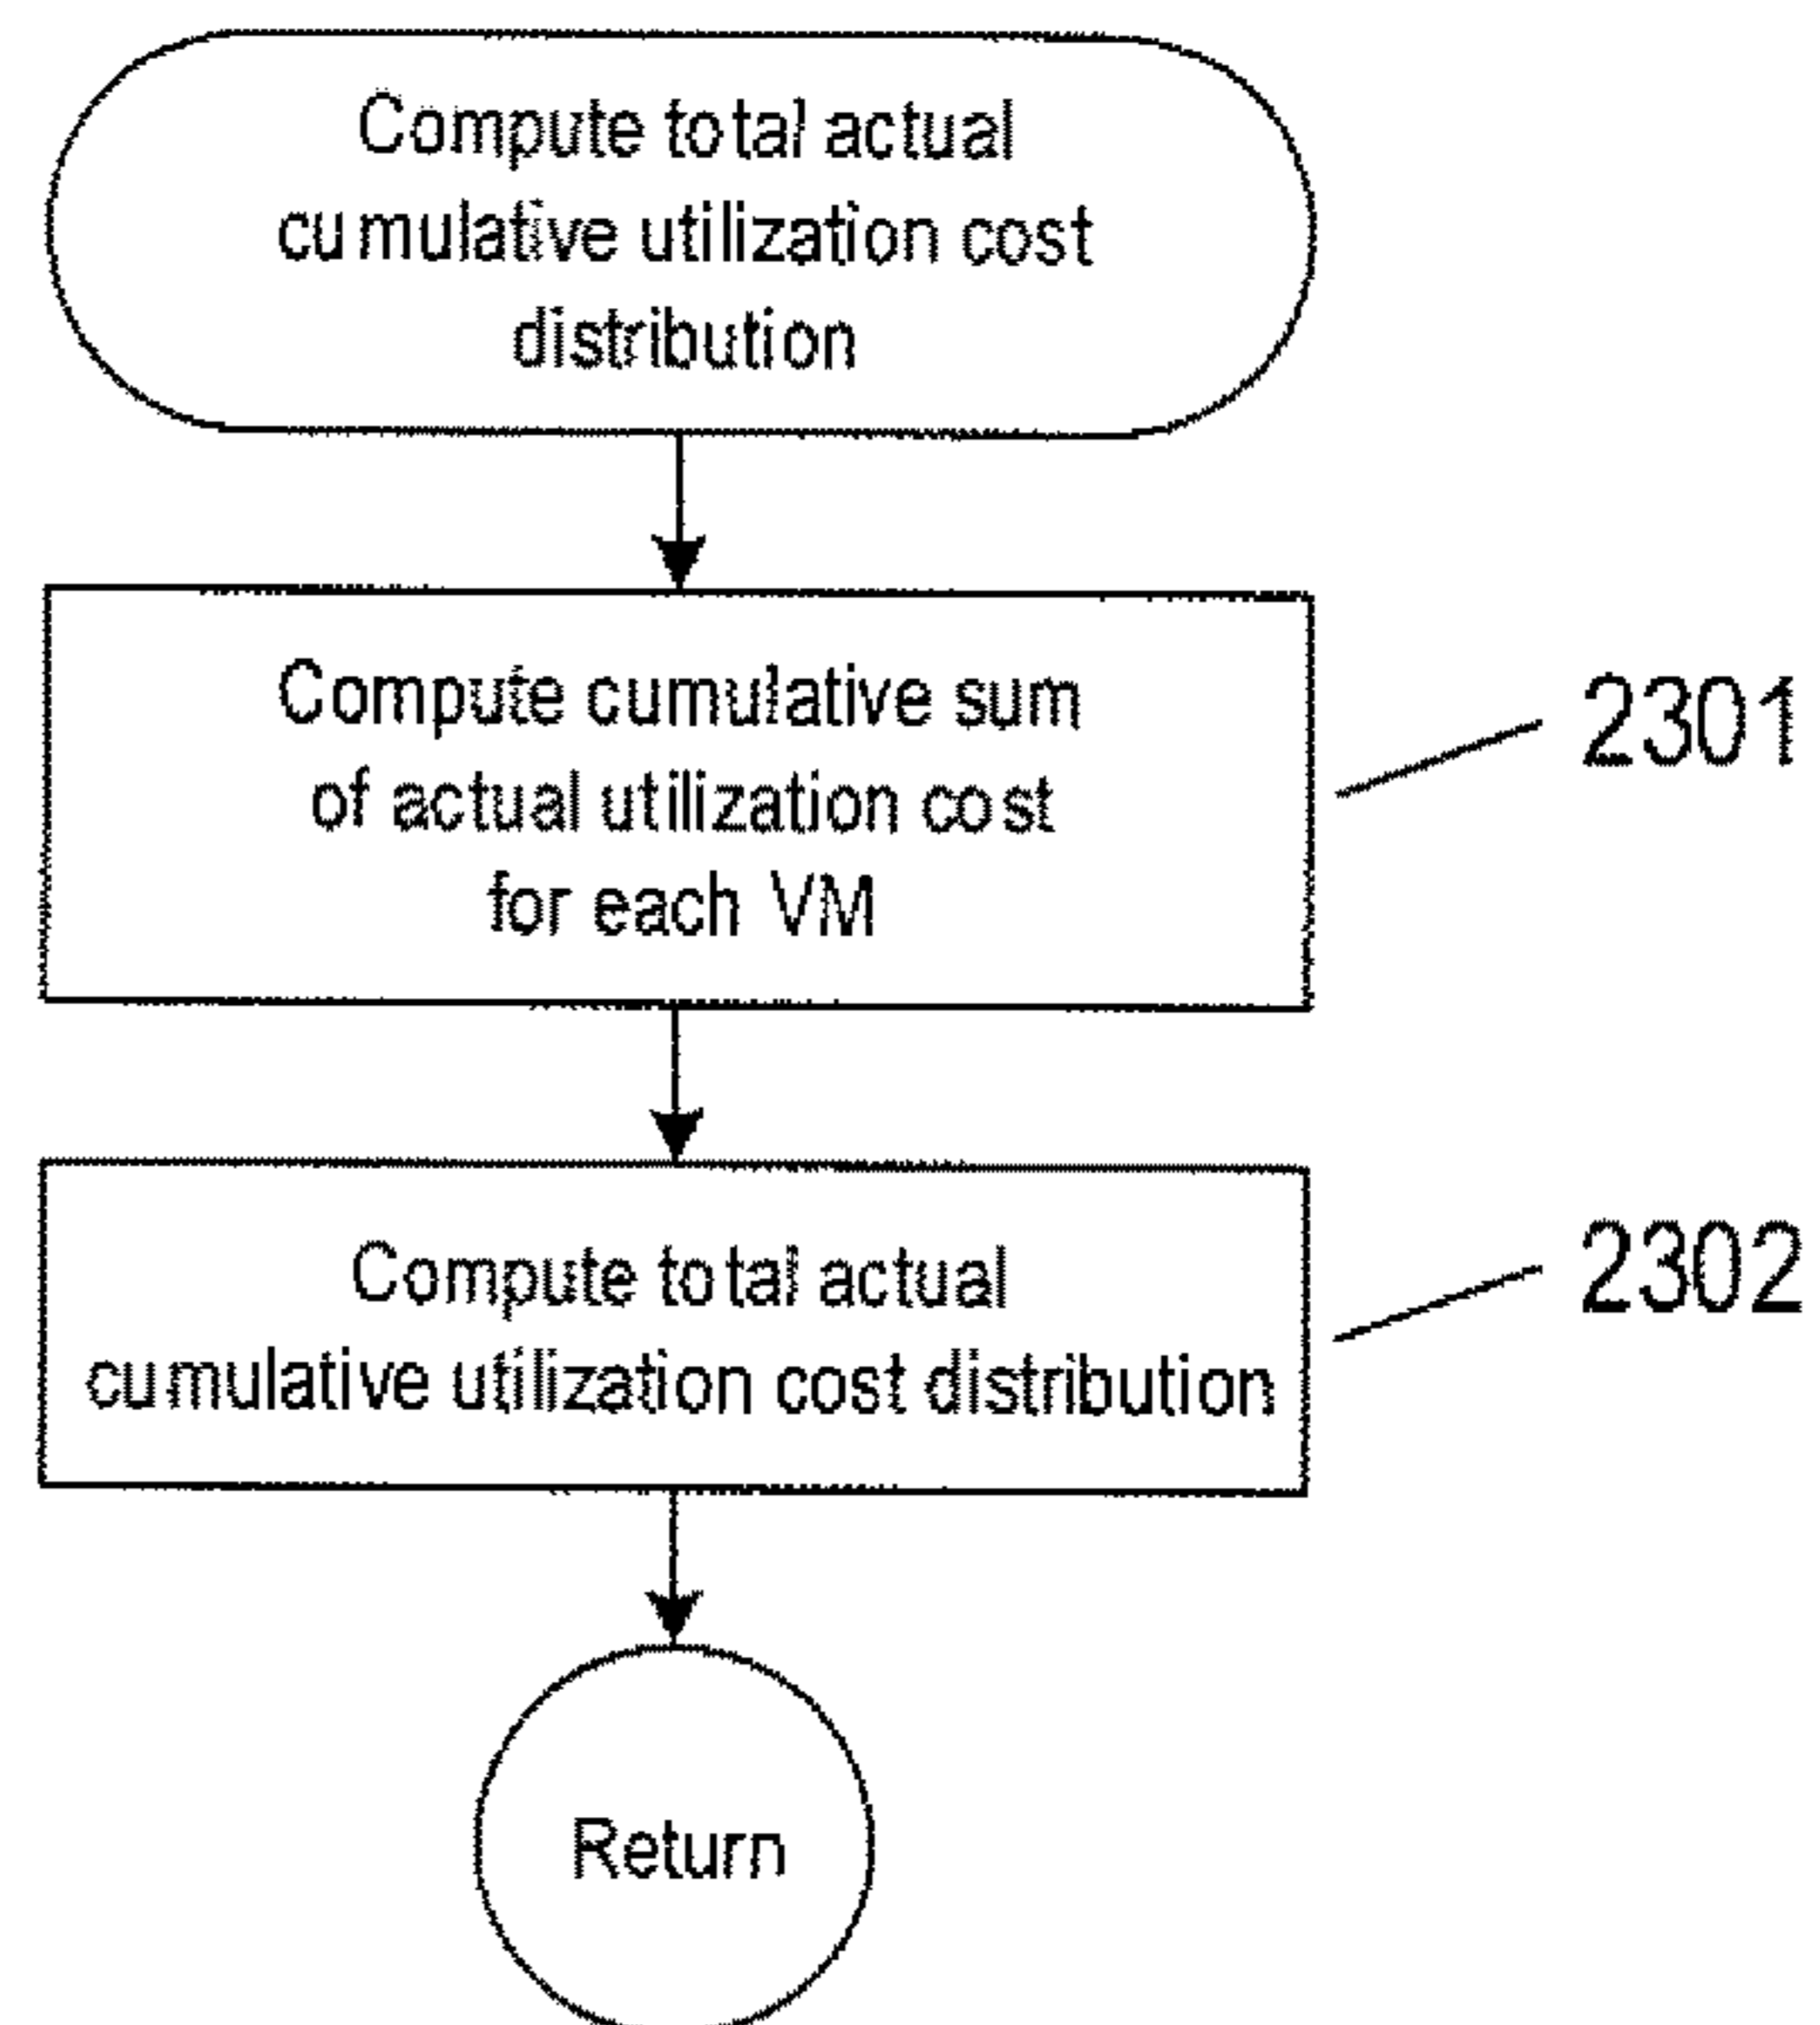 Compute total actual
cumulative utilization cost
distribution
Compute cumulative sum
of actual utilization cost
for each VM
2301
Compute total actual
cumulative utilization cost distribution
2302
Return